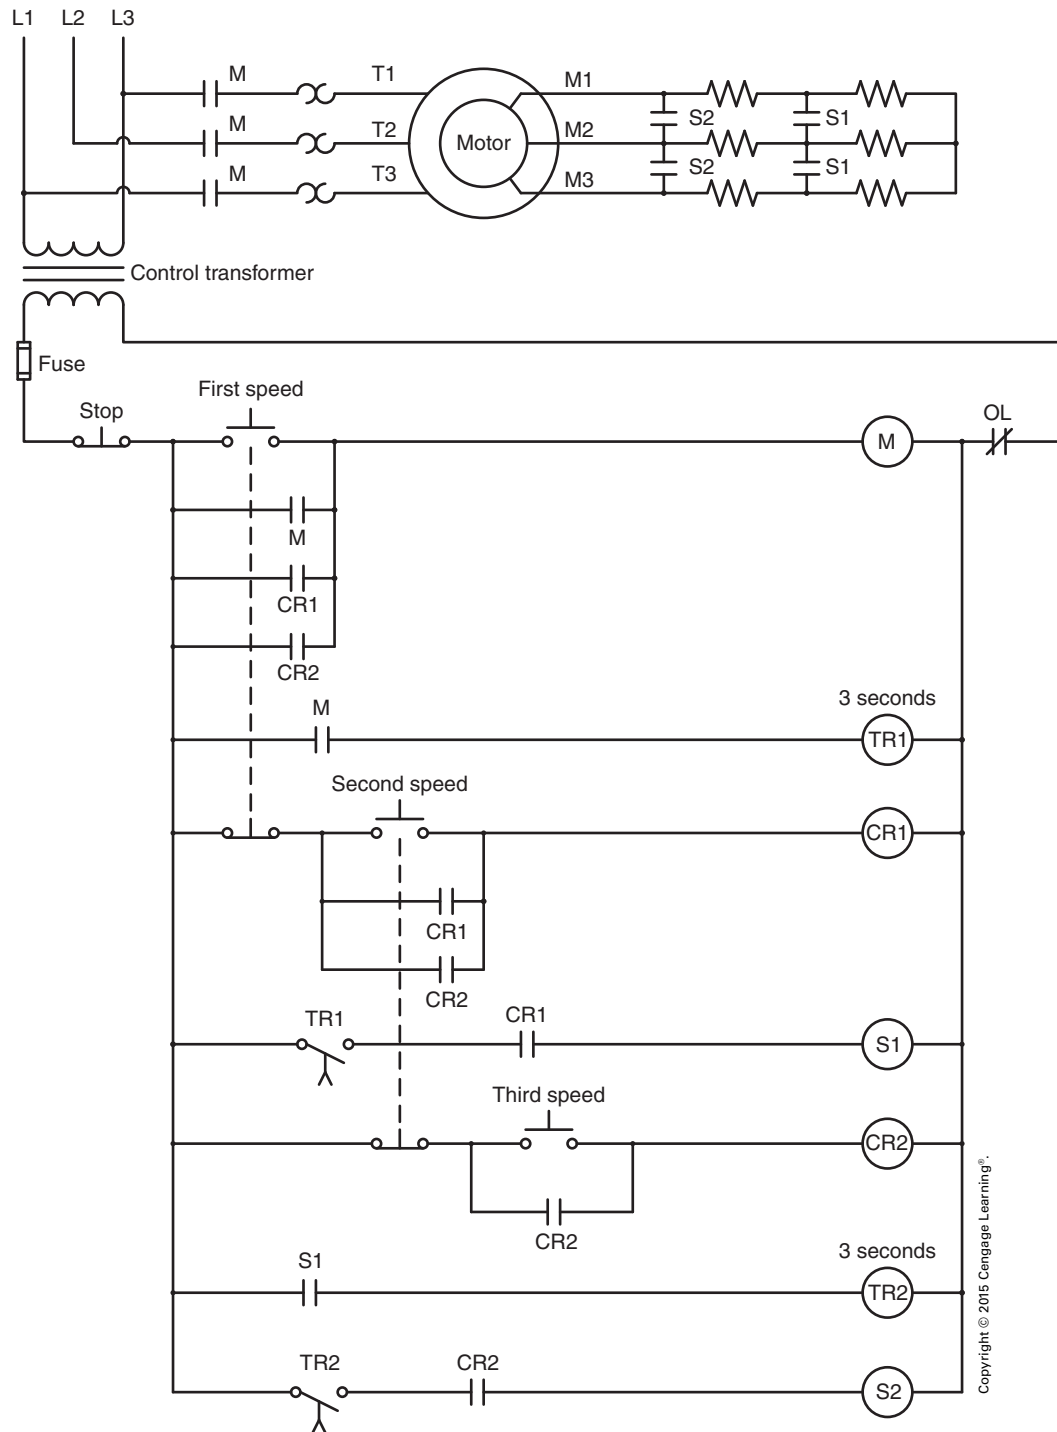 L1 L2 L3
M T1 M1
S2 S1
M T2 Motor M2
S2 S1
M T3 M3
Control transformer
Fuse
First speed
Stop
OL
M
M
CR1
CR2
3 seconds
M
TR1
Second speed
CR1
CR1
CR2
TR1 CR1
S1
Third speed
CR2
CR2
3 seconds
S1
TR2
TR2 CR2
S2
Copyright © 2015 Cengage Learning®.